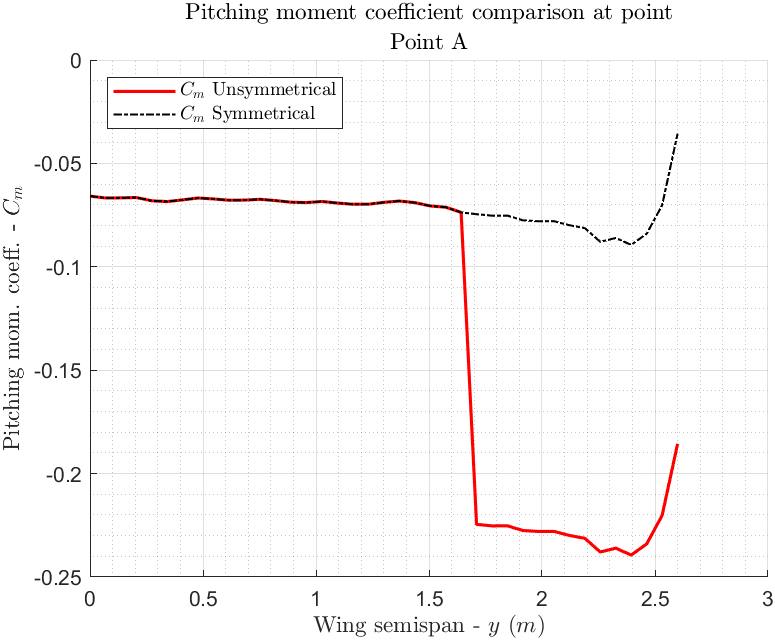 Pitching moment coefficient comparison at point
Point A
C_m Unsymmetrical
C_m Symmetrical
0
-0.05
-0.1
-0.15
-0.2
-0.25
Pitching mom. coeff. - C_m
0 0.5 1 1.5 2 2.5 3
Wing semispan - y (m)